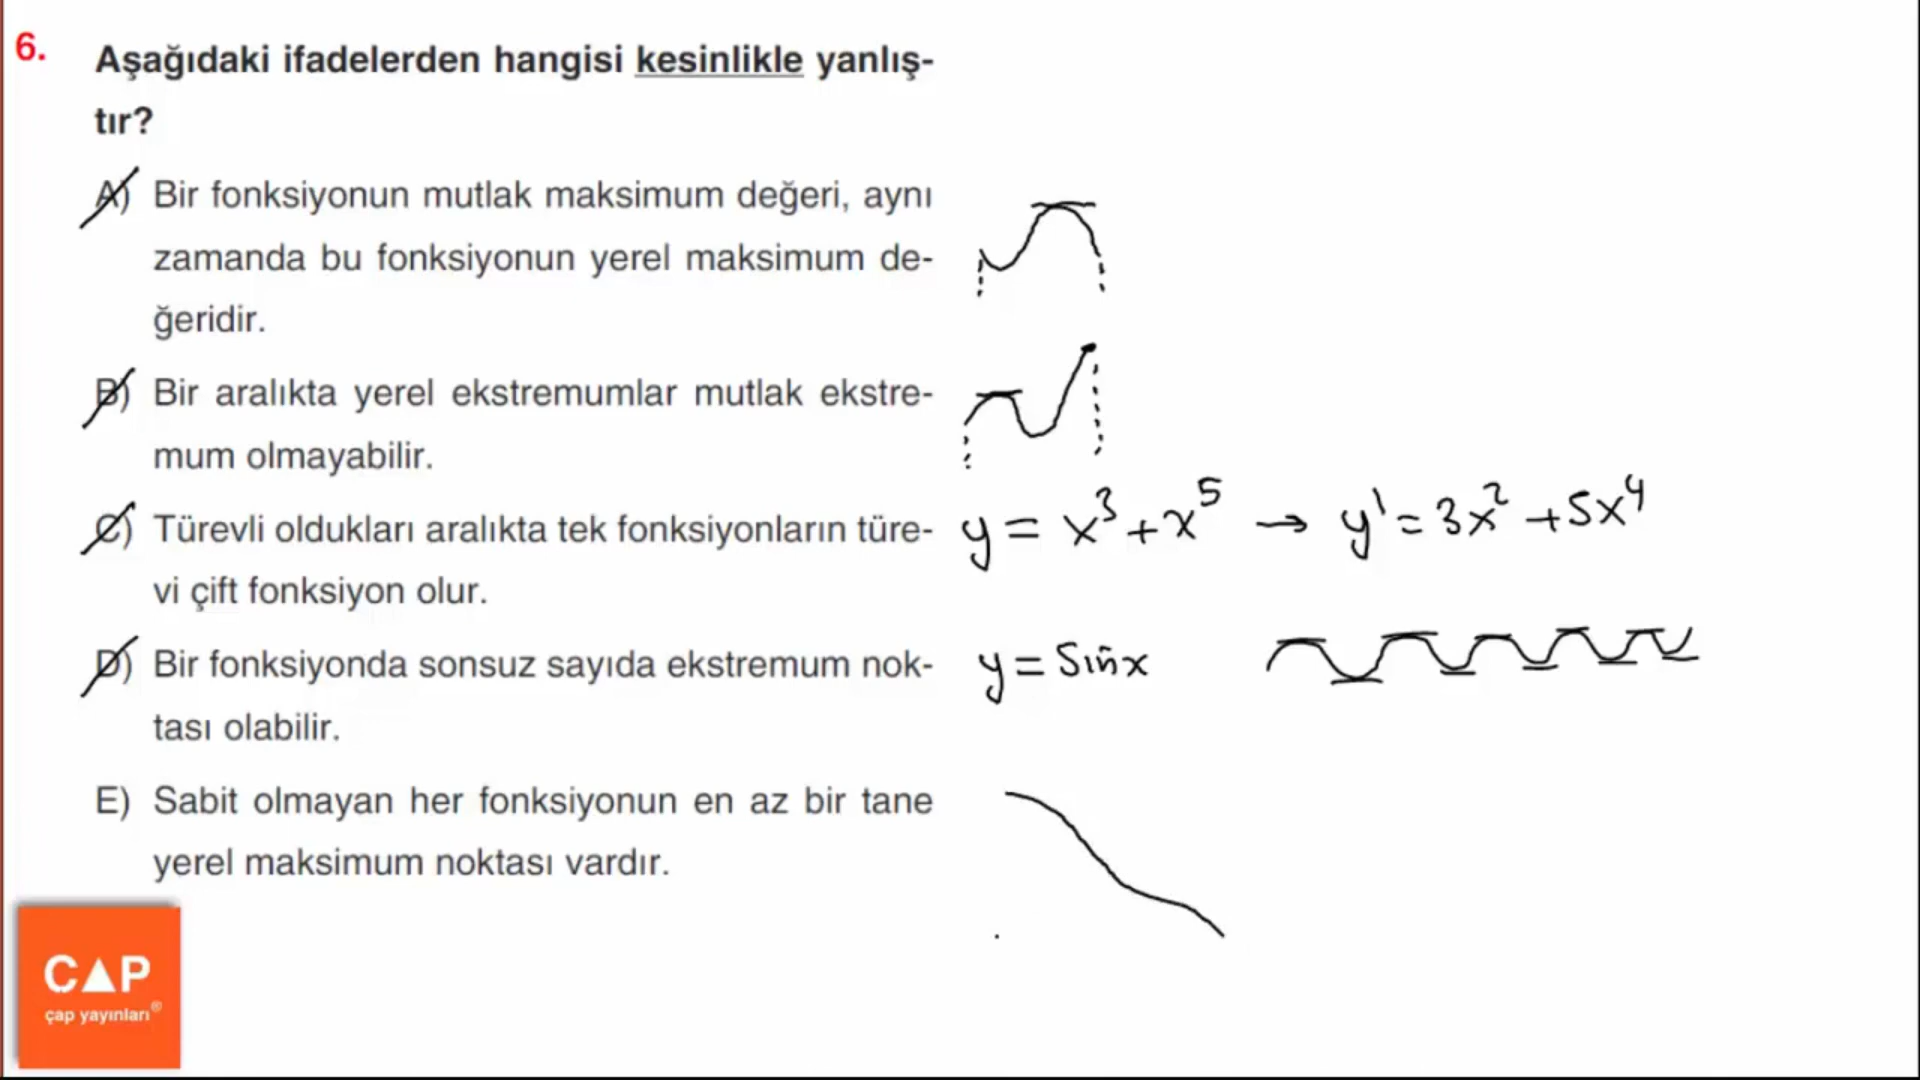 6. Aşağıdaki ifadelerden hangisi kesinlikle yanlış-
tır?
A) Bir fonksiyonun mutlak maksimum değeri, aynı
zamanda bu fonksiyonun yerel maksimum de-
ğeridir.
B) Bir aralıkta yerel ekstremumlar mutlak ekstre-
mum olmayabilir.
C) Türevli oldukları aralıkta tek fonksiyonların türe-
vi çift fonksiyon olur.
y = x³ + x⁵ → y' = 3x² + 5x⁴
D) Bir fonksiyonda sonsuz sayıda ekstremum nok-
tası olabilir.
y = Sinx
E) Sabit olmayan her fonksiyonun en az bir tane
yerel maksimum noktası vardır.
ÇAP
çap yayınları®